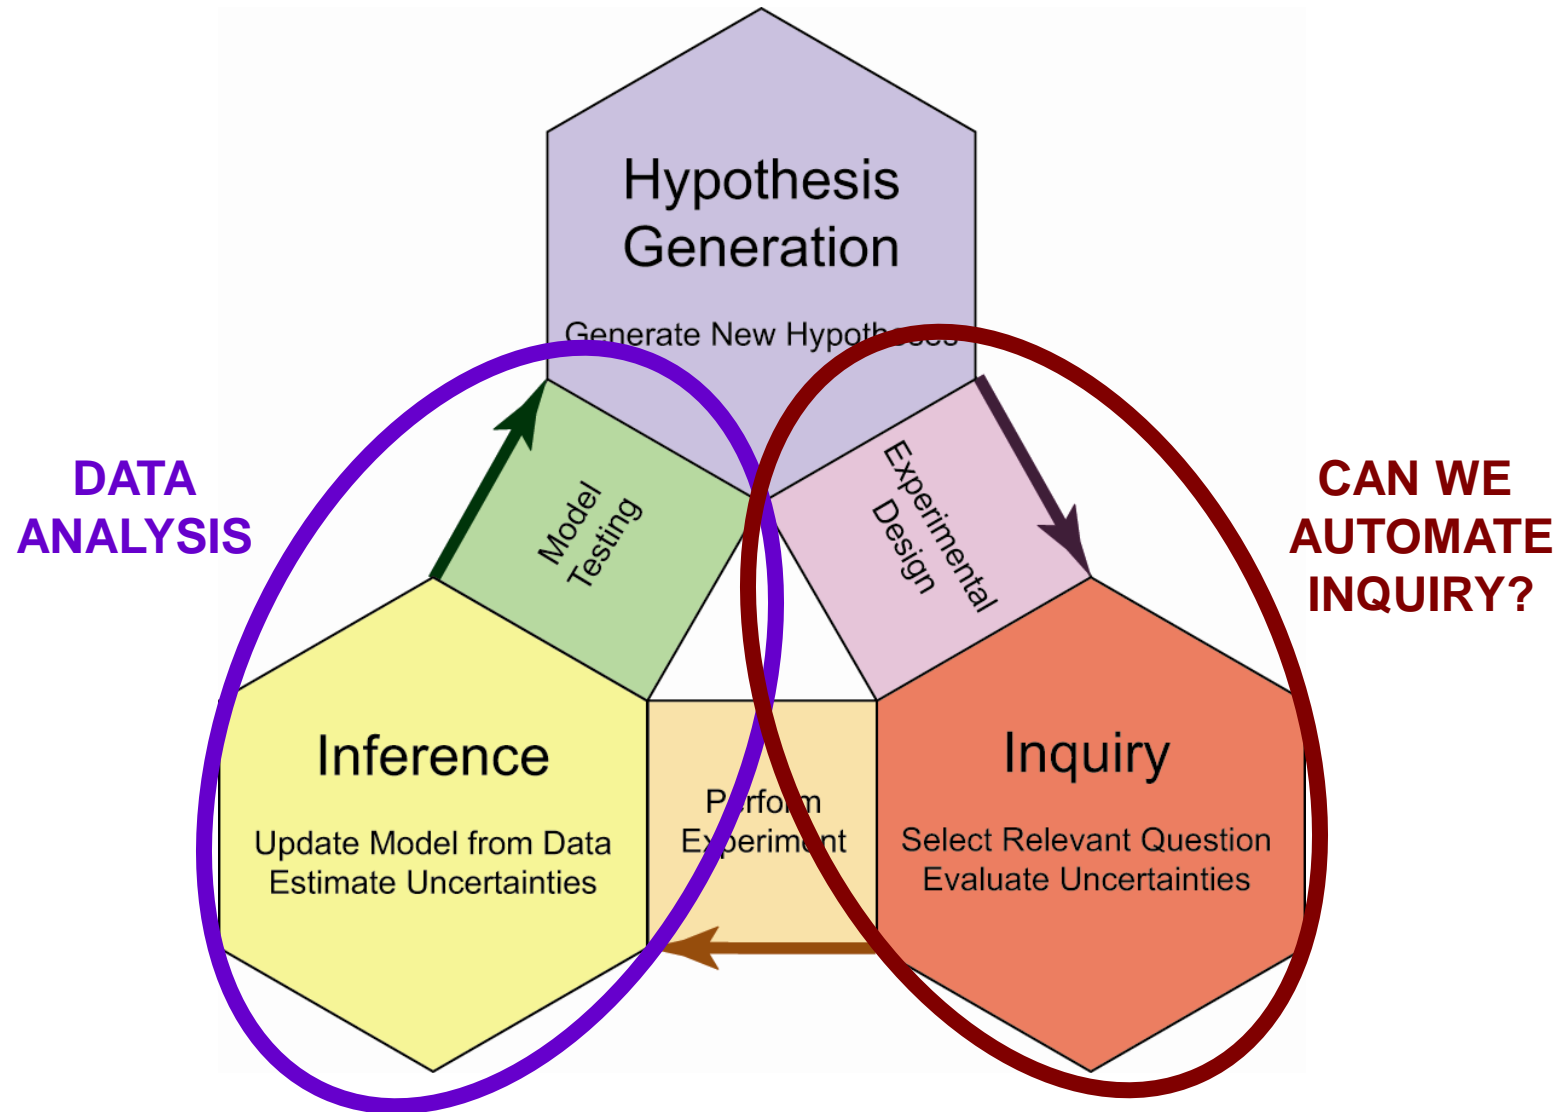 Hypothesis
Generation
Generate New Hypotheses
DATA
ANALYSIS
Model
Testing
Experimental
Design
CAN WE
AUTOMATE
INQUIRY?
Inference
Update Model from Data
Estimate Uncertainties
Perform
Experiment
Inquiry
Select Relevant Question
Evaluate Uncertainties